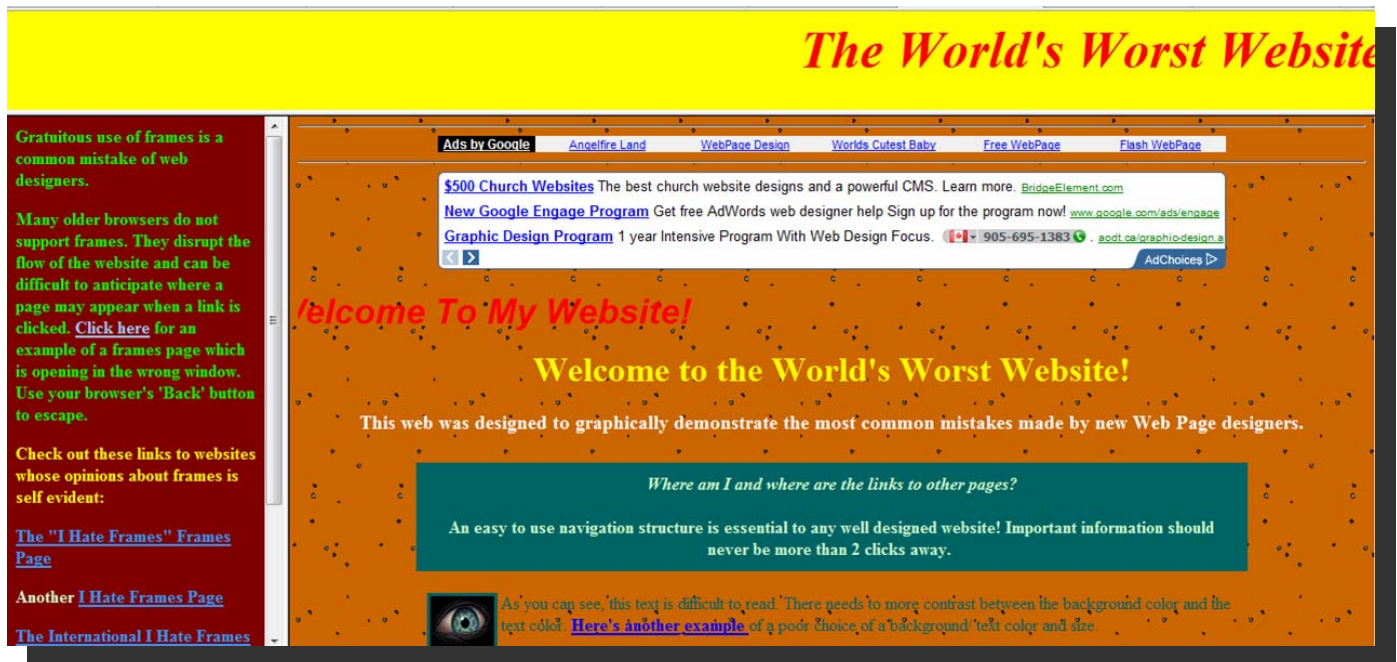 The World's Worst Website
Gratuitous use of frames is a
common mistake of web
designers.
Many older browsers do not
support frames. They disrupt the
flow of the website and can be
difficult to anticipate where a
page may appear when a link is
clicked. Click here for an
example of a frames page which
is opening in the wrong window.
Use your browser's 'Back' button
to escape.
Check out these links to websites
whose opinions about frames is
self evident:
The "I Hate Frames" Frames
Page
Another I Hate Frames Page
The International I Hate Frames
Ads by Google Angelfire Land WebPage Design Worlds Cutest Baby Free WebPage Flash WebPage
$500 Church Websites The best church website designs and a powerful CMS. Learn more. BridgeElement.com
New Google Engage Program Get free AdWords web designer help Sign up for the program now! www.google.com/ads/engage
Graphic Design Program 1 year Intensive Program With Web Design Focus. 905-695-1383 . aodt.ca/graphic-design.a
AdChoices
elcome To My Website!
Welcome to the World's Worst Website!
This web was designed to graphically demonstrate the most common mistakes made by new Web Page designers.
Where am I and where are the links to other pages?
An easy to use navigation structure is essential to any well designed website! Important information should
never be more than 2 clicks away.
As you can see, this text is difficult to read. There needs to more contrast between the background color and the
text color. Here's another example of a poor choice of a background/ text color and size.